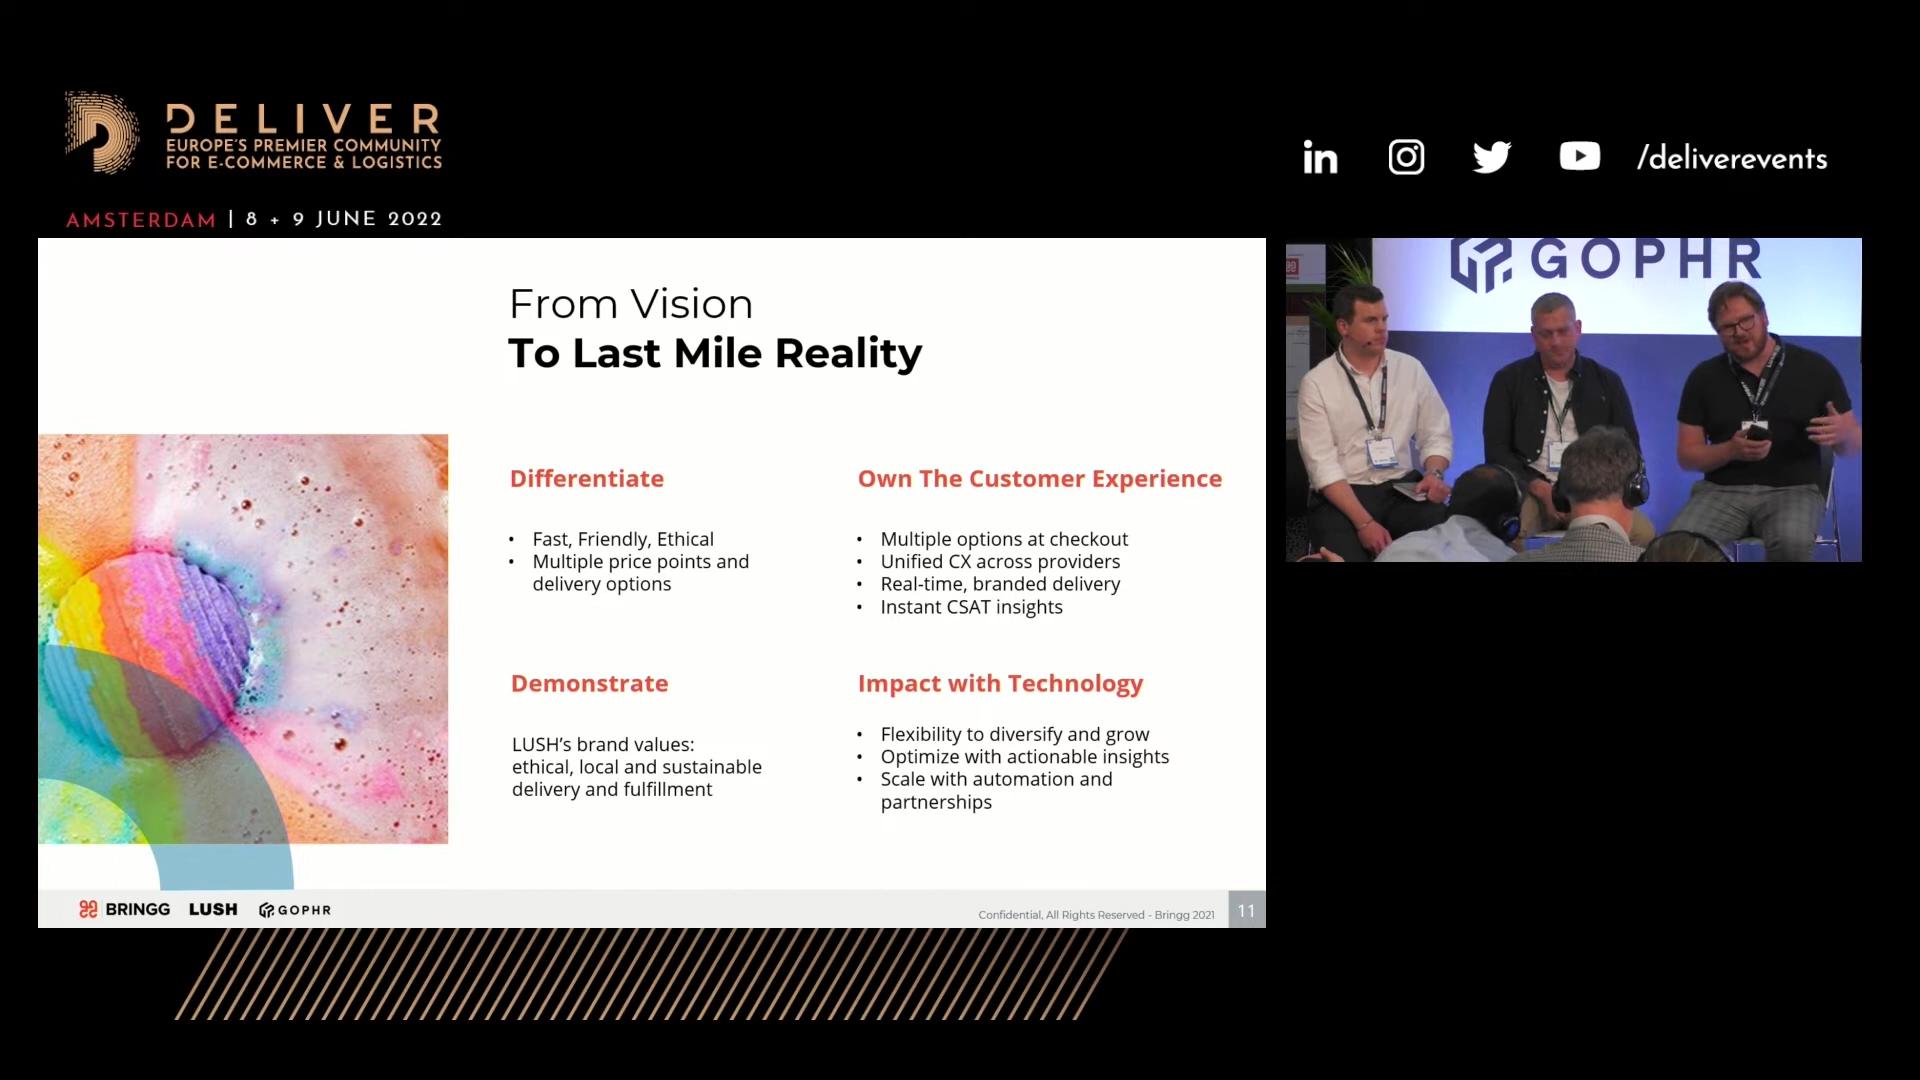 DELIVER
EUROPE'S PREMIER COMMUNITY
FOR E-COMMERCE & LOGISTICS
AMSTERDAM | 8 + 9 JUNE 2022
in
/deliverevents
From Vision
To Last Mile Reality
Differentiate
• Fast, Friendly, Ethical
• Multiple price points and
delivery options
Own The Customer Experience
• Multiple options at checkout
• Unified CX across providers
• Real-time, branded delivery
• Instant CSAT insights
Demonstrate
LUSH’s brand values:
ethical, local and sustainable
delivery and fulfillment
Impact with Technology
• Flexibility to diversify and grow
• Optimize with actionable insights
• Scale with automation and
partnerships
BRINGG LUSH GOPHR
Confidential, All Rights Reserved - Bringg 2021
11
GOPHR